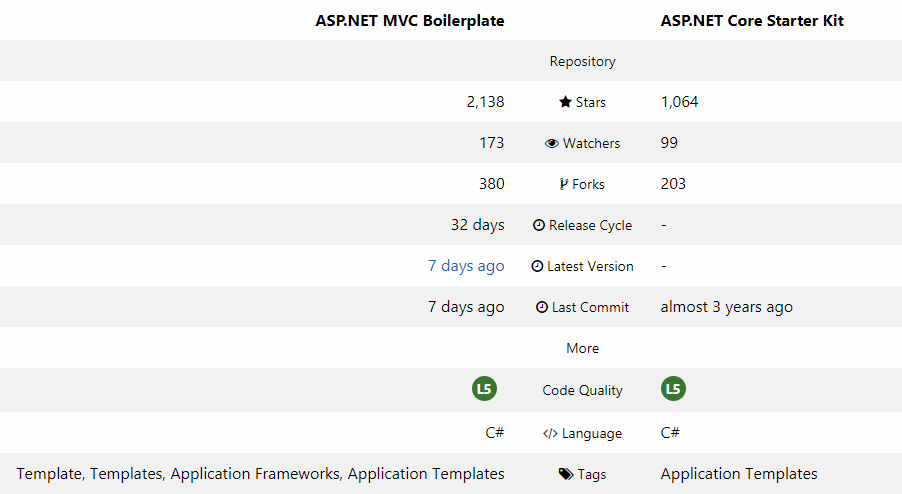 ASP.NET MVC Boilerplate ASP.NET Core Starter Kit
Repository
2,138 Stars 1,064
173 Watchers 99
380 Forks 203
32 days Release Cycle -
7 days ago Latest Version -
7 days ago Last Commit almost 3 years ago
More
L5 Code Quality L5
C# </> Language C#
Template, Templates, Application Frameworks, Application Templates Tags Application Templates